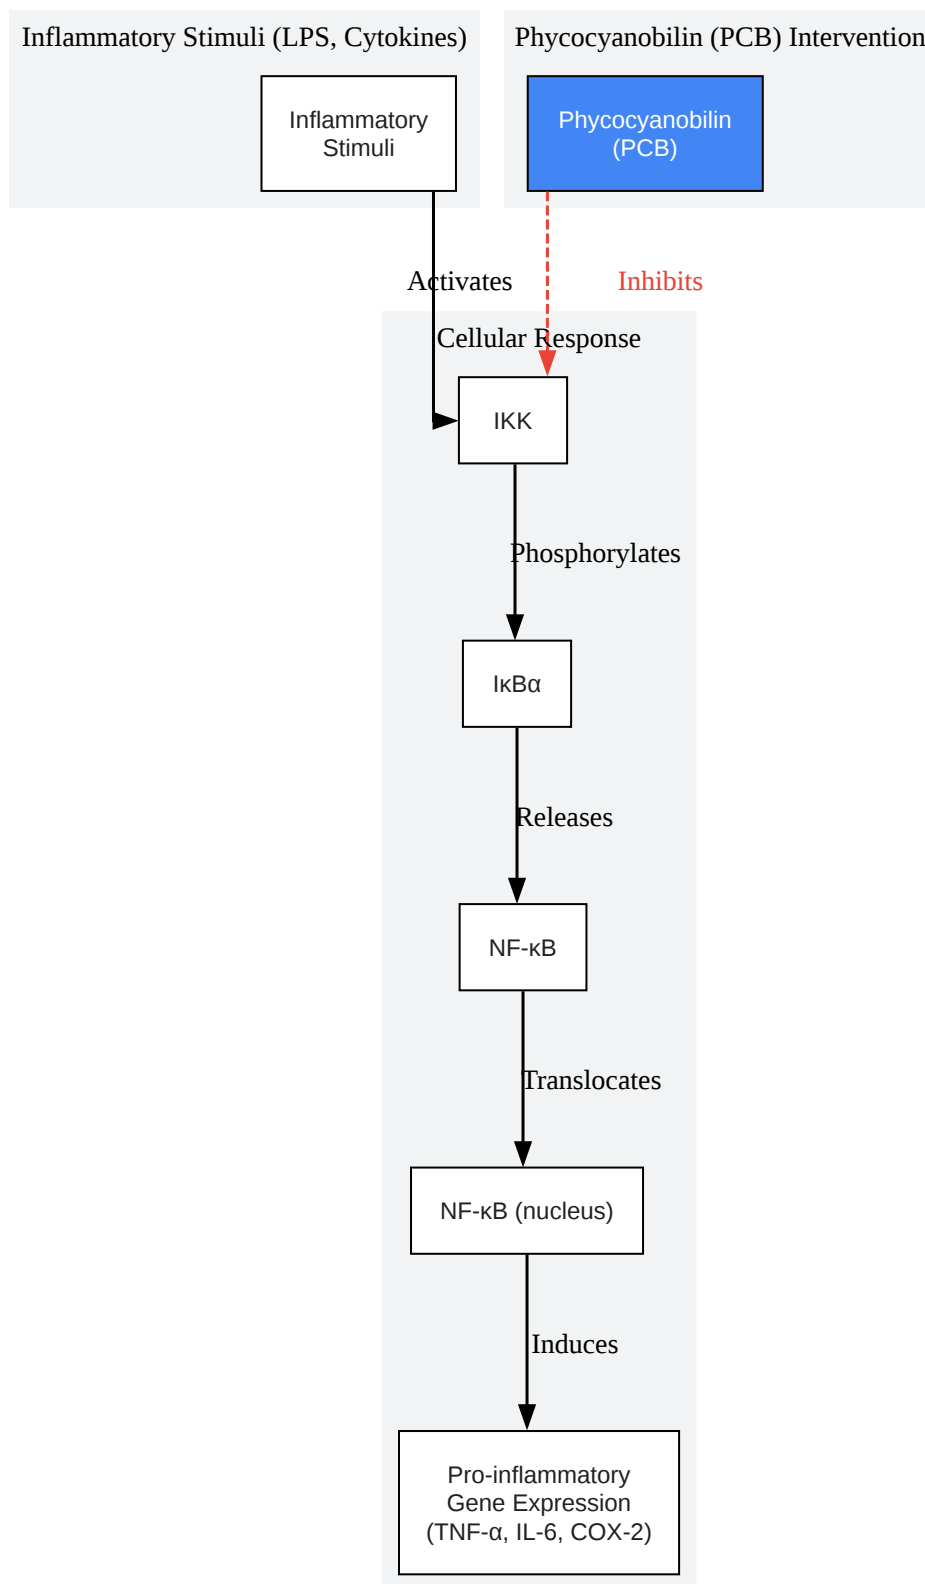 Inflammatory Stimuli (LPS, Cytokines)
Phycocyanobilin (PCB) Intervention
Inflammatory
Stimuli
Phycocyanobilin
(PCB)
Activates
Inhibits
Cellular Response
IKK
Phosphorylates
IκBα
Releases
NF-κB
Translocates
NF-κB (nucleus)
Induces
Pro-inflammatory
Gene Expression
(TNF-α, IL-6, COX-2)